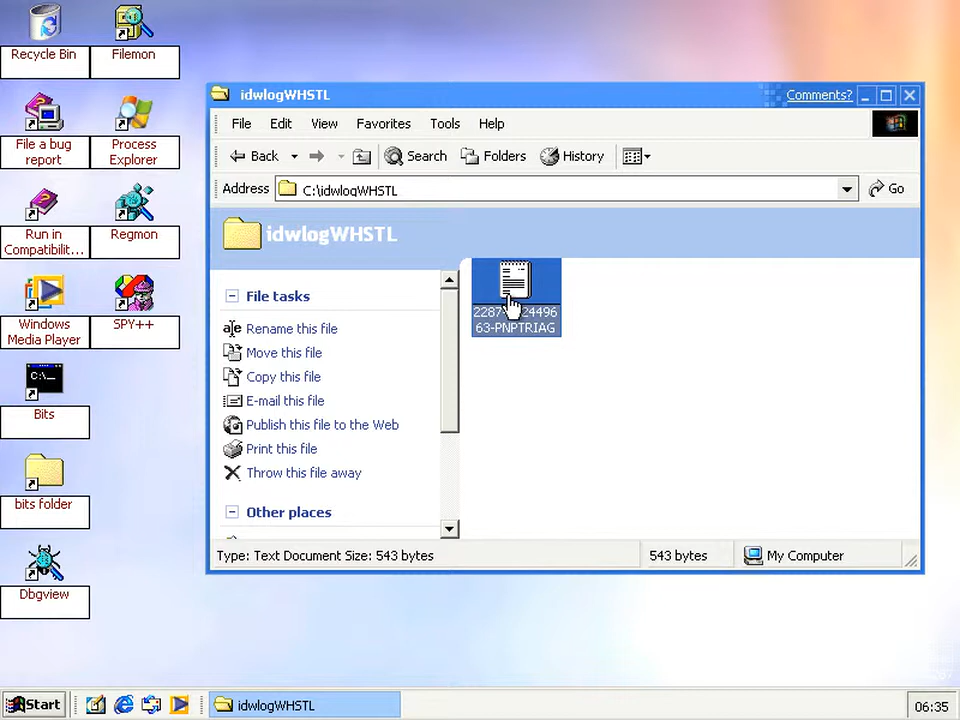 Recycle Bin
Filemon
File a bug
report
Process
Explorer
Run in
Compatibilit...
Regmon
Windows
Media Player
SPY++
C:\_
Bits
bits folder
Dbgview
idwlogWHSTL
Comments?
File Edit View Favorites Tools Help
Back Search Folders History
Address C:\idwlogWHSTL Go
idwlogWHSTL
File tasks
Rename this file
Move this file
Copy this file
E-mail this file
Publish this file to the Web
Print this file
Throw this file away
Other places
63-PNPTRIAG
Type: Text Document Size: 543 bytes 543 bytes My Computer
Start idwlogWHSTL 06:35